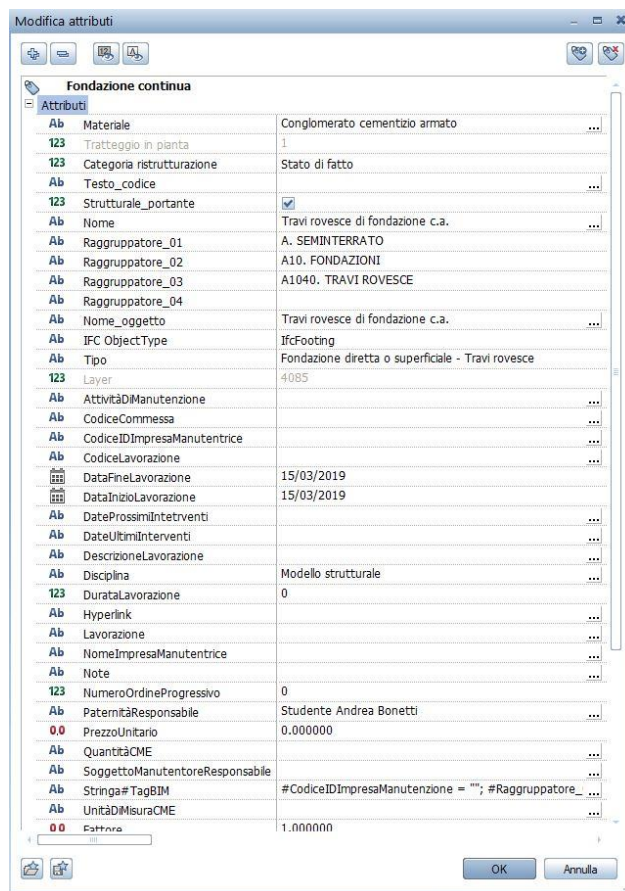 Modifica attributi
Fondazione continua
Attributi
Ab Materiale Conglomerato cementizio armato ...
123 Tratteggio in pianta 1
123 Categoria ristrutturazione Stato di fatto
Ab Testo_codice ...
123 Strutturale_portante
Ab Nome Travi rovesce di fondazione c.a. ...
Ab Raggruppatore_01 A. SEMINTERRATO
Ab Raggruppatore_02 A10. FONDAZIONI
Ab Raggruppatore_03 A1040. TRAVI ROVESCE
Ab Raggruppatore_04
Ab Nome_oggetto Travi rovesce di fondazione c.a. ...
Ab IFC ObjectType IfcFooting
Ab Tipo Fondazione diretta o superficiale - Travi rovesce
123 Layer 4085
Ab AttivitàDiManutenzione ...
Ab CodiceCommessa ...
Ab CodiceIDImpresaManutentrice ...
Ab CodiceLavorazione ...
DataFineLavorazione 15/03/2019
DataInizioLavorazione 15/03/2019
Ab DateProssimiIntetrventi ...
Ab DateUltimiInterventi ...
Ab DescrizioneLavorazione ...
Ab Disciplina Modello strutturale ...
123 DurataLavorazione 0
Ab Hyperlink ...
Ab Lavorazione ...
Ab NomeImpresaManutentrice ...
Ab Note ...
123 NumeroOrdineProgressivo 0
Ab PaternitàResponsabile Studente Andrea Bonetti ...
0,0 PrezzoUnitario 0.000000
Ab QuantitàCME ...
Ab SoggettoManutentoreResponsabile ...
Ab Stringa#TagBIM #CodiceIDImpresaManutenzione = ""; #Raggruppatore_ ...
Ab UnitàDiMisuraCME ...
0,0 Fattore 1.000000
OK Annulla